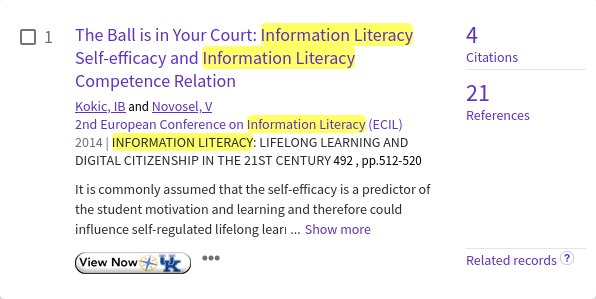 1
The Ball is in Your Court: Information Literacy
Self-efficacy and Information Literacy
Competence Relation
Kokic, IB and Novosel, V
2nd European Conference on Information Literacy (ECIL)
2014 | INFORMATION LITERACY: LIFELONG LEARNING AND
DIGITAL CITIZENSHIP IN THE 21ST CENTURY 492 , pp.512-520
It is commonly assumed that the self-efficacy is a predictor of
the student motivation and learning and therefore could
influence self-regulated lifelong lear ... Show more
View Now UK
•••
4
Citations
21
References
Related records ?